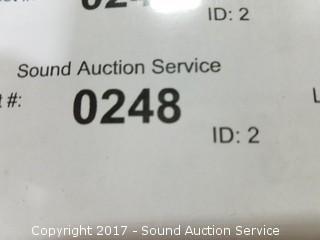 ID: 2
Sound Auction Service
#: 0248
ID: 2
Copyright 2017 - Sound Auction Service